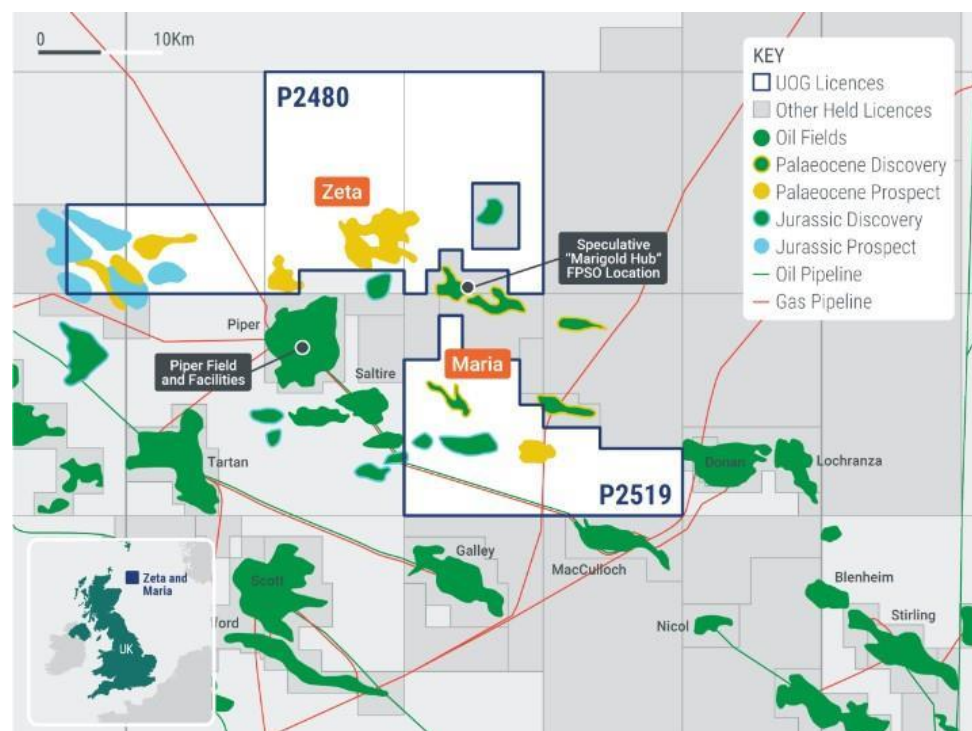 0 10Km
P2480
KEY
UOG Licences
Other Held Licences
Oil Fields
Palaeocene Discovery
Palaeocene Prospect
Jurassic Discovery
Jurassic Prospect
Oil Pipeline
Gas Pipeline
Zeta
Speculative
"Marigold Hub"
FPSO Location
Piper
Piper Field
and Facilities
Saltire
Maria
Tartan
Donan
Lochranza
P2519
Galley
MacCulloch
Scott
Blenheim
Stirling
Nicol
ford
Zeta and
Maria
UK